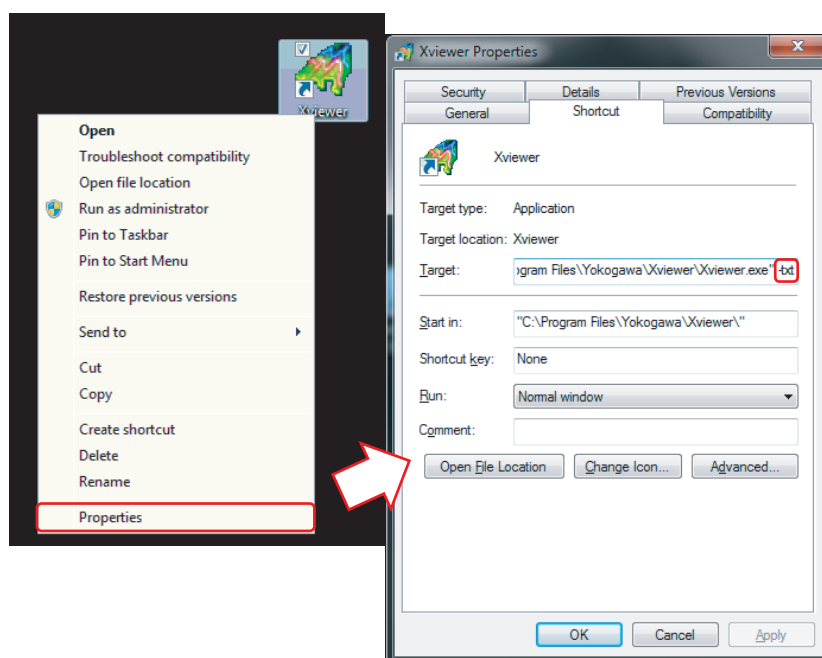 Xviewer
Open
Troubleshoot compatibility
Open file location
Run as administrator
Pin to Taskbar
Pin to Start Menu
Restore previous versions
Send to
Cut
Copy
Create shortcut
Delete
Rename
Properties
Xviewer Properties
Security Details Previous Versions
General Shortcut Compatibility
Xviewer
Target type: Application
Target location: Xviewer
Target: ogram Files\Yokogawa\Xviewer\Xviewer.exe" -txt
Start in: "C:\Program Files\Yokogawa\Xviewer\"
Shortcut key: None
Run: Normal window
Comment:
Open File Location Change Icon... Advanced...
OK Cancel Apply